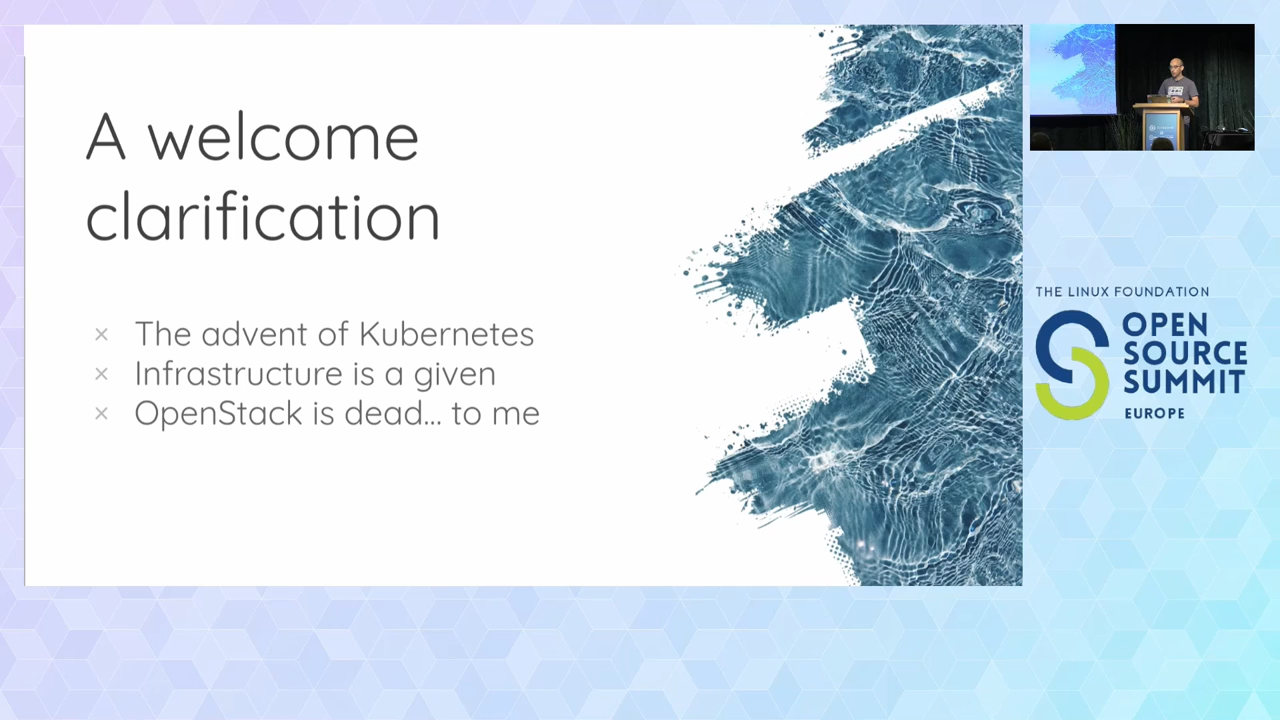 A welcome
clarification
× The advent of Kubernetes
× Infrastructure is a given
× OpenStack is dead... to me
THE LINUX FOUNDATION
OPEN
SOURCE
SUMMIT
EUROPE